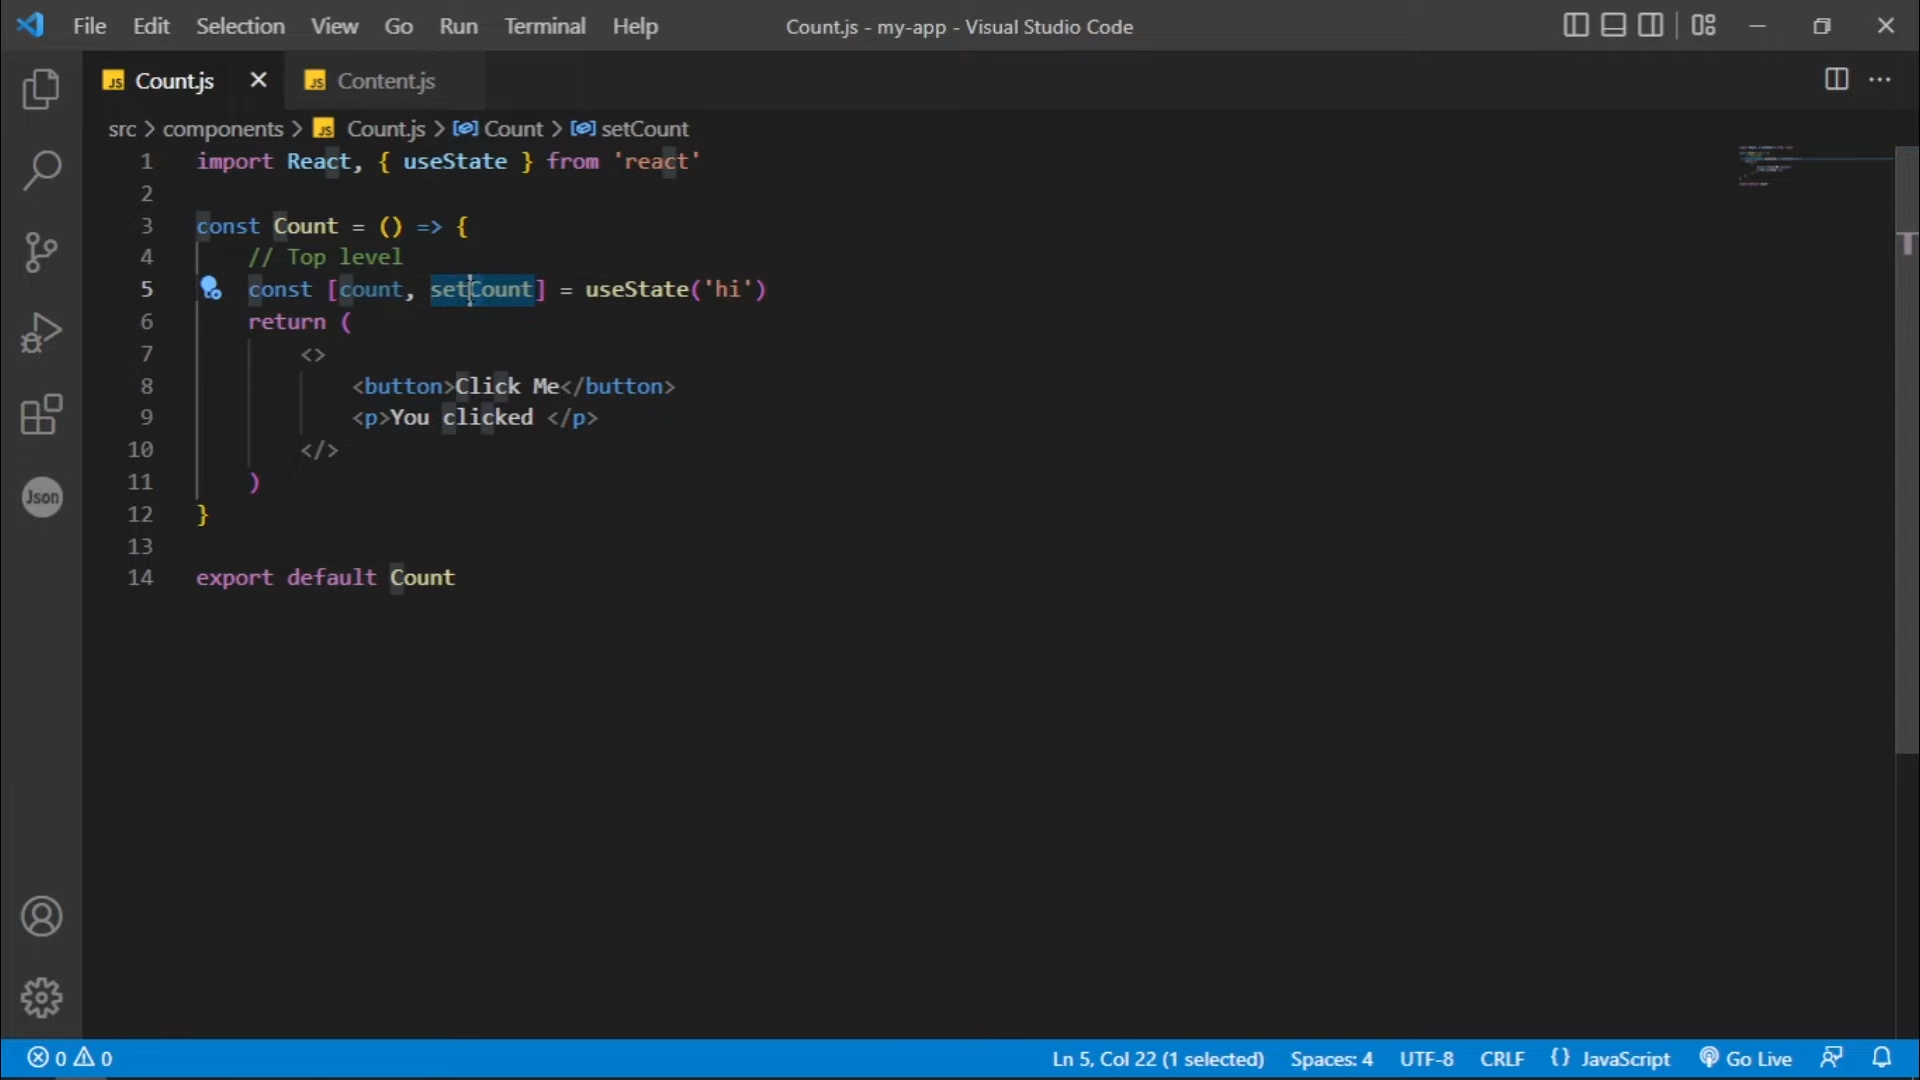 File Edit Selection View Go Run Terminal Help Count.js - my-app - Visual Studio Code
JS Count.js JS Content.js
src > components > JS Count.js > Count > setCount
1 import React, { useState } from 'react'
2
3 const Count = () => {
4 // Top level
5 const [count, setCount] = useState('hi')
6 return (
7 <>
8 <button>Click Me</button>
9 <p>You clicked </p>
10 </>
11 )
12 }
13
14 export default Count
Json
0 0 Ln 5, Col 22 (1 selected) Spaces: 4 UTF-8 CRLF {} JavaScript Go Live